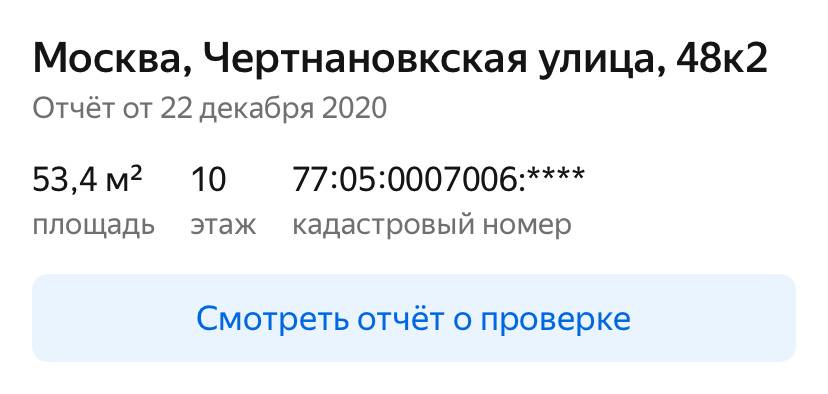 Москва, Чертнановкская улица, 48к2
Отчёт от 22 декабря 2020
53,4 м² 10 77:05:0007006:****
площадь этаж кадастровый номер
Смотреть отчёт о проверке